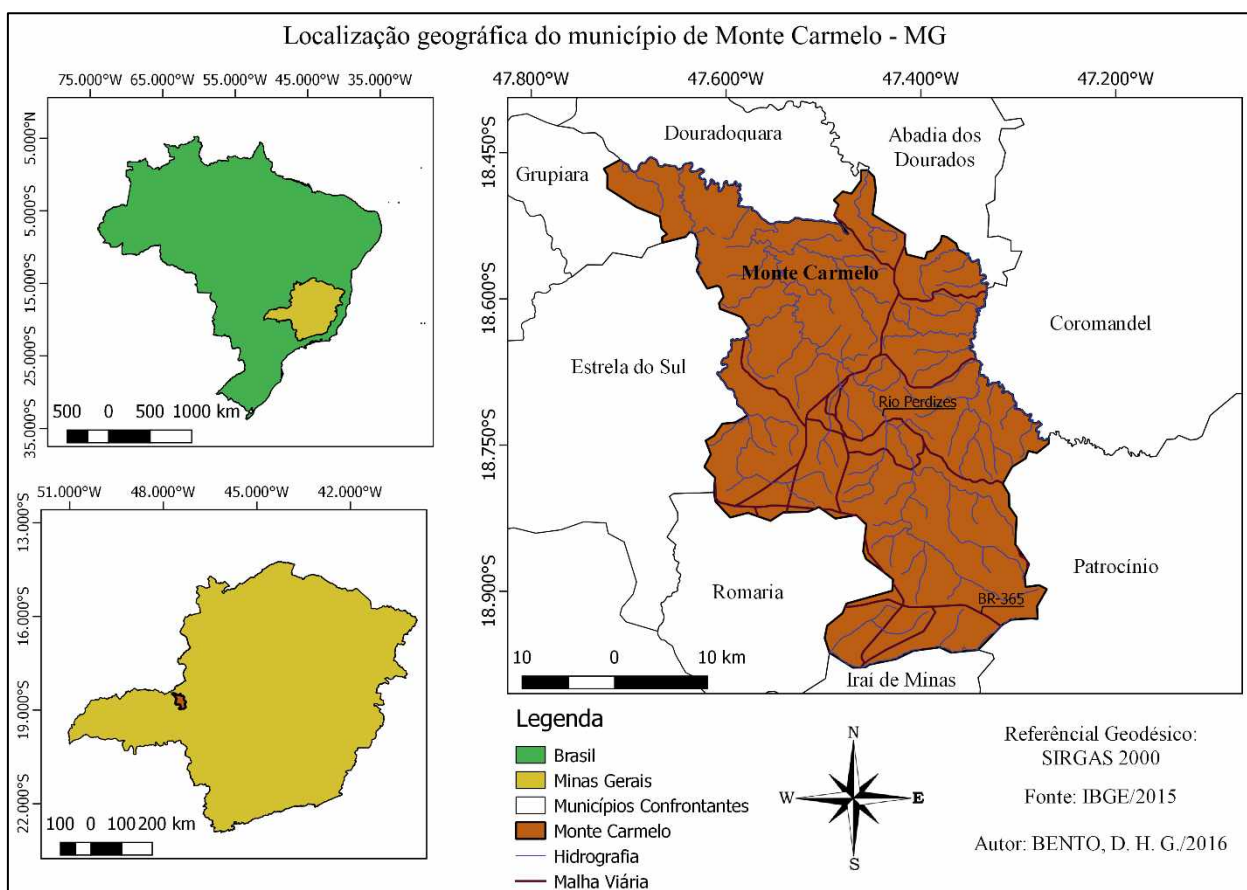 Localização geográfica do município de Monte Carmelo - MG
75.000°W 65.000°W 55.000°W 45.000°W 35.000°W
5.000°N
5.000°S
15.000°S
25.000°S
35.000°S
500 0 500 1000 km
51.000°W 48.000°W 45.000°W 42.000°W
13.000°S
16.000°S
19.000°S
22.000°S
100 0 100 200 km
47.800°W 47.600°W 47.400°W 47.200°W
18.450°S
18.600°S
18.750°S
18.900°S
Douradoquara
Abadia dos
Dourados
Grupiara
Monte Carmelo
Coromandel
Estrela do Sul
Rio Perdizes
Romaria
Patrocínio
BR-365
Iraí de Minas
10 0 10 km
Legenda
Brasil
Minas Gerais
Municípios Confrontantes
Monte Carmelo
Hidrografia
Malha Viária
N
W E
S
Referêncial Geodésico:
SIRGAS 2000
Fonte: IBGE/2015
Autor: BENTO, D. H. G./2016